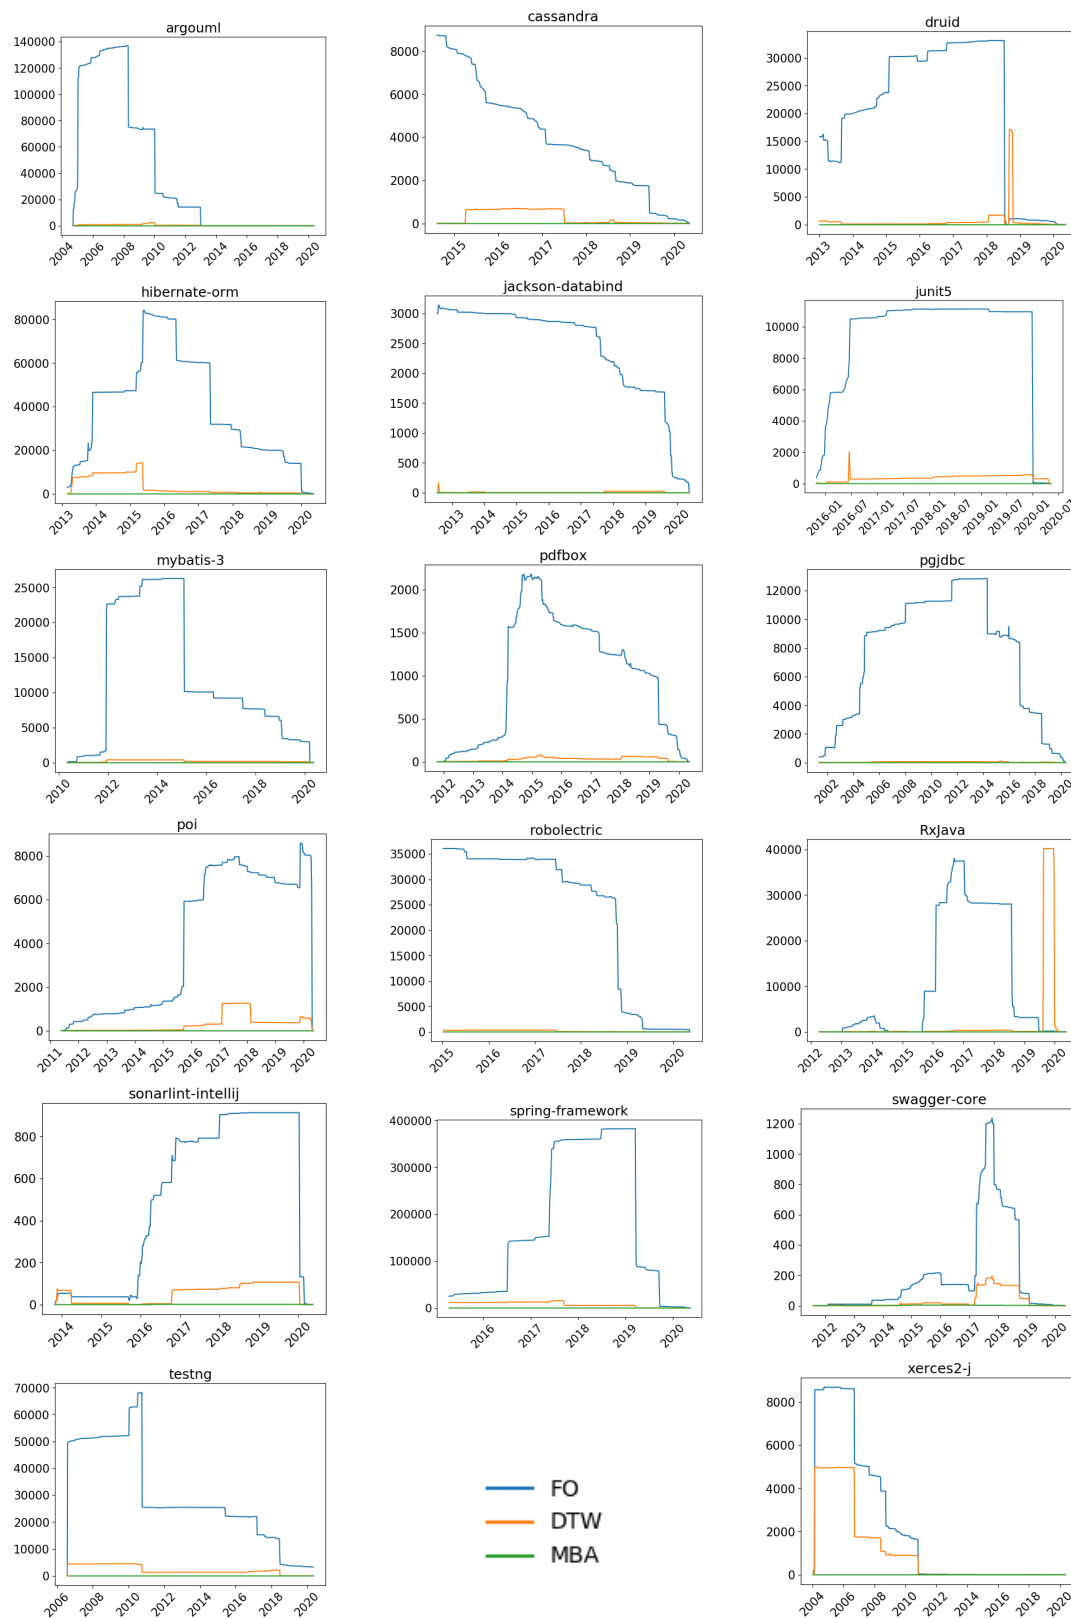 argouml
140000
120000
100000
80000
60000
40000
20000
0
2004 2006 2008 2010 2012 2014 2016 2018 2020
cassandra
8000
6000
4000
2000
0
2015 2016 2017 2018 2019 2020
druid
30000
25000
20000
15000
10000
5000
0
2013 2014 2015 2016 2017 2018 2019 2020
hibernate-orm
80000
60000
40000
20000
0
2013 2014 2015 2016 2017 2018 2019 2020
jackson-databind
3000
2500
2000
1500
1000
500
0
2013 2014 2015 2016 2017 2018 2019 2020
junit5
10000
8000
6000
4000
2000
0
2016-01 2016-07 2017-01 2017-07 2018-01 2018-07 2019-01 2019-07 2020-01 2020-07
mybatis-3
25000
20000
15000
10000
5000
0
2010 2012 2014 2016 2018 2020
pdfbox
2000
1500
1000
500
0
2012 2013 2014 2015 2016 2017 2018 2019 2020
pgjdbc
12000
10000
8000
6000
4000
2000
0
2002 2004 2006 2008 2010 2012 2014 2016 2018 2020
poi
8000
6000
4000
2000
0
2011 2012 2013 2014 2015 2016 2017 2018 2019 2020
robolectric
35000
30000
25000
20000
15000
10000
5000
0
2015 2016 2017 2018 2019 2020
RxJava
40000
30000
20000
10000
0
2012 2013 2014 2015 2016 2017 2018 2019 2020
sonarlint-intellij
800
600
400
200
0
2014 2015 2016 2017 2018 2019 2020
spring-framework
400000
300000
200000
100000
0
2016 2017 2018 2019 2020
swagger-core
1200
1000
800
600
400
200
0
2012 2013 2014 2015 2016 2017 2018 2019 2020
testng
70000
60000
50000
40000
30000
20000
10000
0
2006 2008 2010 2012 2014 2016 2018 2020
FO
DTW
MBA
xerces2-j
8000
6000
4000
2000
0
2004 2006 2008 2010 2012 2014 2016 2018 2020